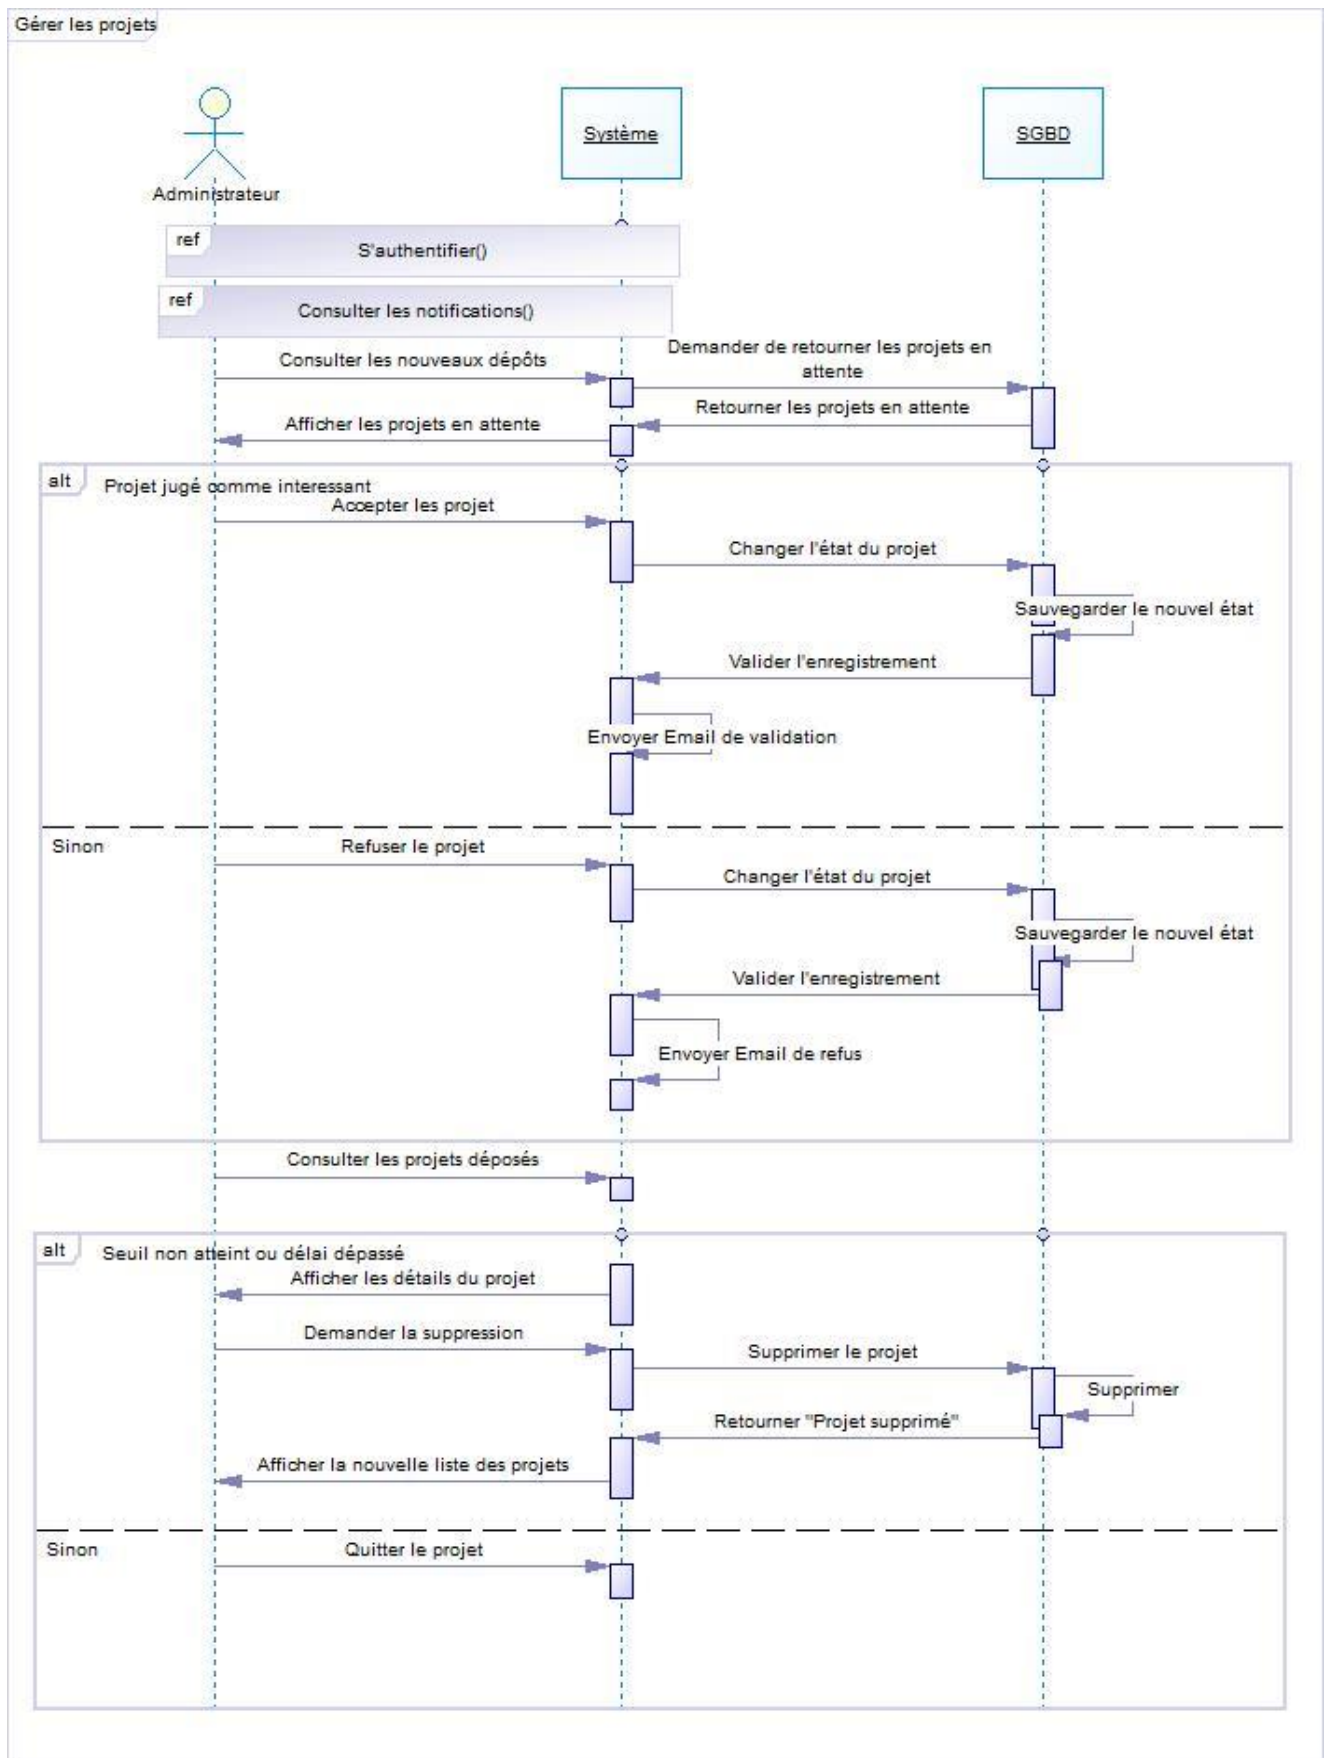 Gérer les projets
Système
SGBD
Administrateur
ref
S'authentifier()
ref
Consulter les notifications()
Consulter les nouveaux dépôts
Demander de retourner les projets en
attente
Retourner les projets en attente
Afficher les projets en attente
alt
Projet jugé comme interessant
Accepter les projet
Changer l'état du projet
Sauvegarder le nouvel état
Valider l'enregistrement
Envoyer Email de validation
Sinon
Refuser le projet
Changer l'état du projet
Sauvegarder le nouvel état
Valider l'enregistrement
Envoyer Email de refus
Consulter les projets déposés
alt
Seuil non atteint ou délai dépassé
Afficher les détails du projet
Demander la suppression
Supprimer le projet
Supprimer
Retourner "Projet supprimé"
Afficher la nouvelle liste des projets
Sinon
Quitter le projet